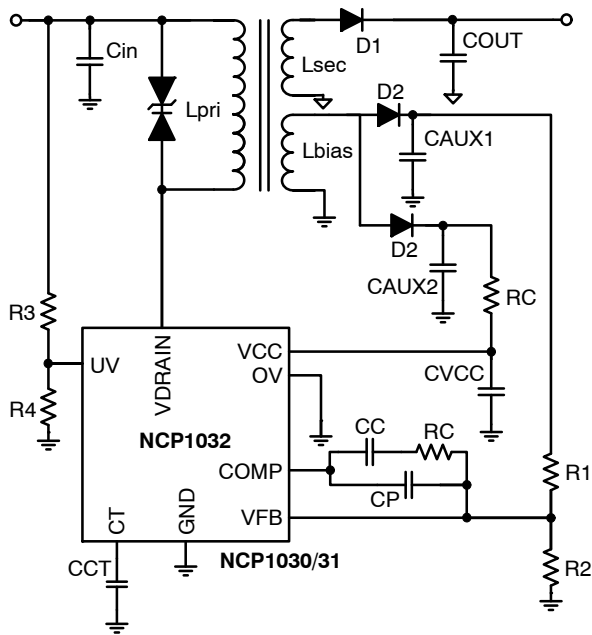 D1
Cin
COUT
Lsec
Lpri
D2
Lbias
CAUX1
D2
CAUX2
RC
R3
UV
VDRAIN
VCC
OV
CVCC
R4
NCP1032
CC
RC
COMP
CP
R1
CT
GND
VFB
NCP1030/31
CCT
R2